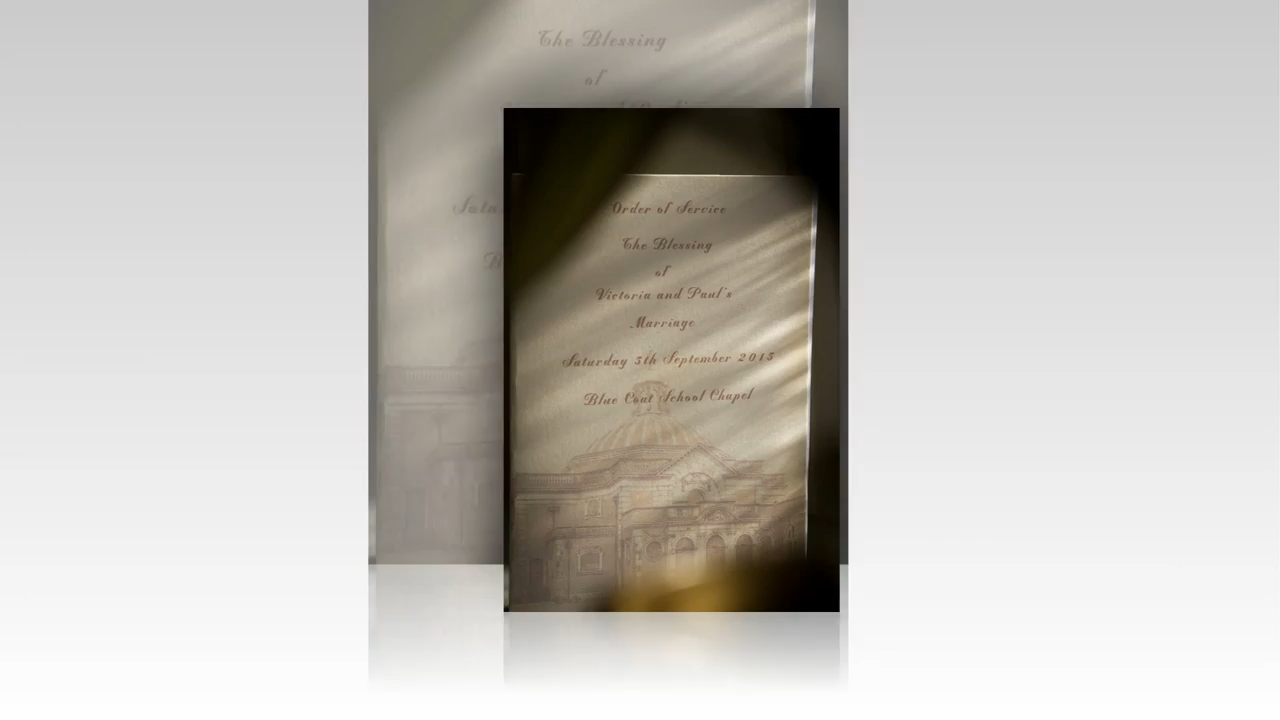 The Blessing
of
Order of Service
The Blessing
of
Victoria and Paul's
Marriage
Saturday 5th September 2015
Blue Coat School Chapel